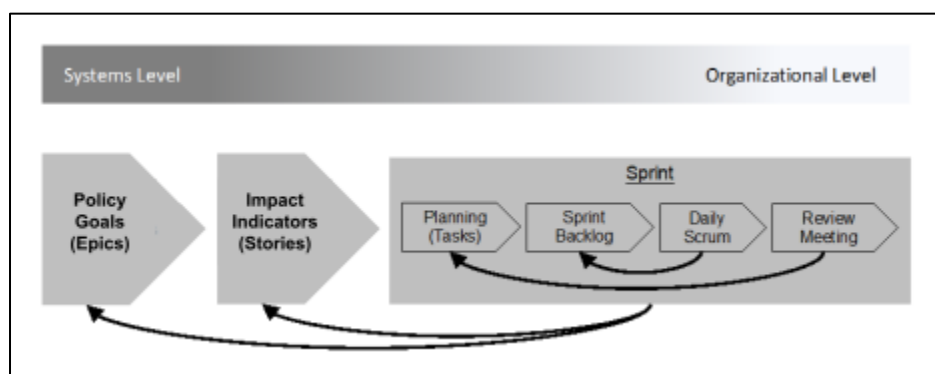 Systems Level
Organizational Level
Policy
Goals
(Epics)
Impact
Indicators
(Stories)
Sprint
Planning
(Tasks)
Sprint
Backlog
Daily
Scrum
Review
Meeting